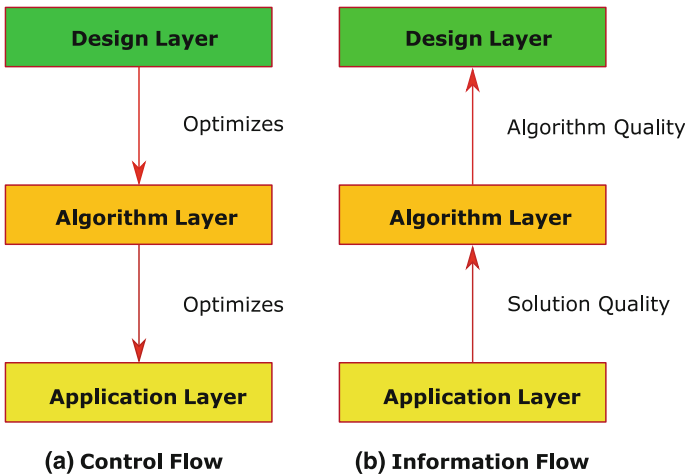 Design Layer
Optimizes
Algorithm Layer
Optimizes
Application Layer
(a) Control Flow
Design Layer
Algorithm Quality
Algorithm Layer
Solution Quality
Application Layer
(b) Information Flow